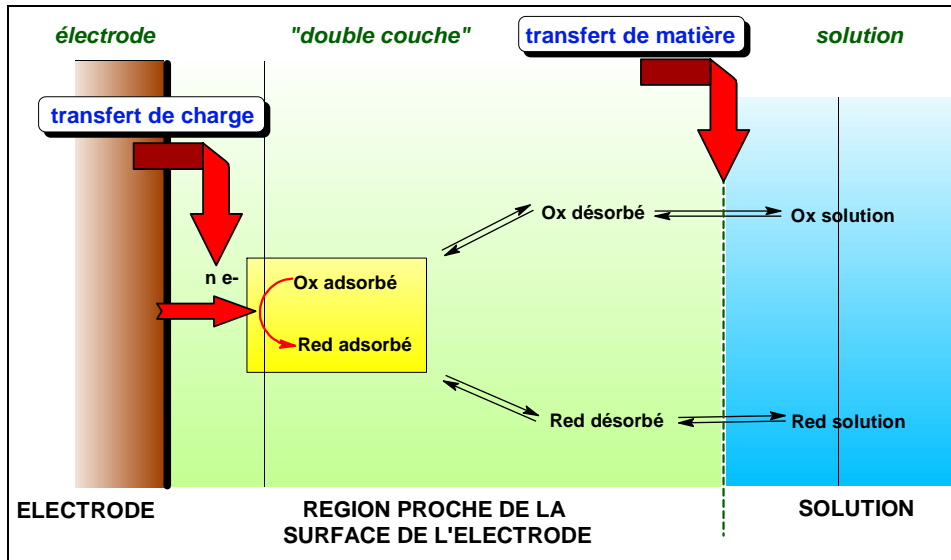 électrode
"double couche"
transfert de matière
solution
transfert de charge
Ox désorbé
Ox solution
n e-
Ox adsorbé
Red adsorbé
Red désorbé
Red solution
ELECTRODE
REGION PROCHE DE LA
SURFACE DE L'ELECTRODE
SOLUTION